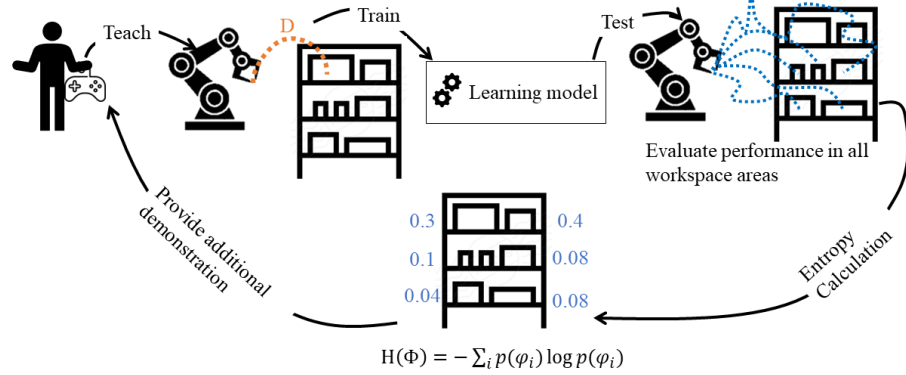 Teach
D
Train
Test
Learning model
Evaluate performance in all
workspace areas
Entropy
Calculation
0.3
0.4
0.1
0.08
0.04
0.08
Provide additional
demonstration
H(Φ) = − ∑ᵢ p(φᵢ) log p(φᵢ)